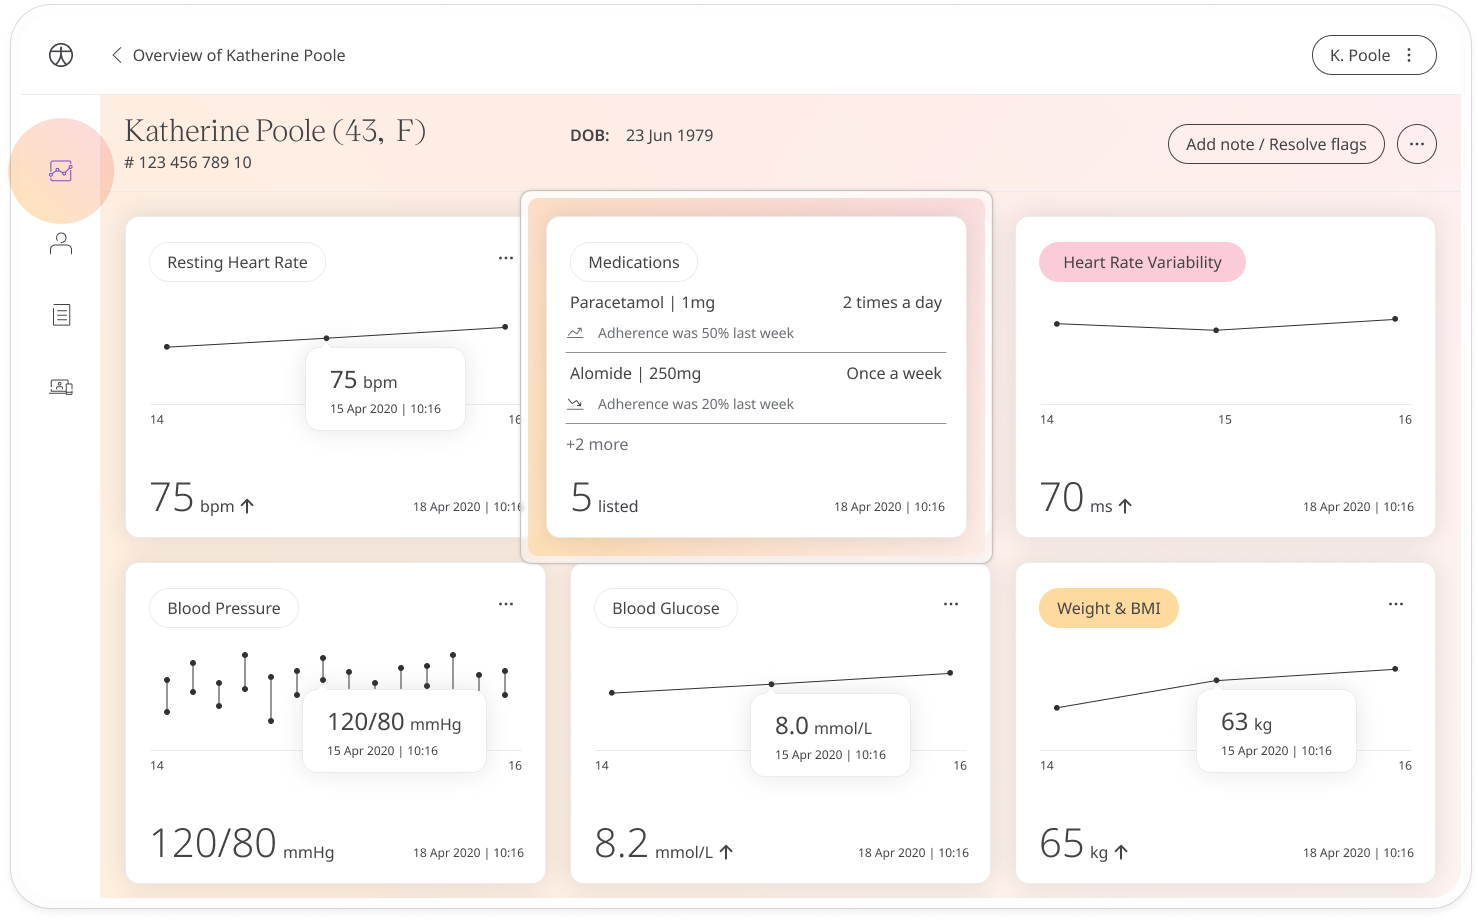 Overview of Katherine Poole
K. Poole
Katherine Poole (43, F)
# 123 456 789 10
DOB: 23 Jun 1979
Add note / Resolve flags
Resting Heart Rate
75 bpm
15 Apr 2020 | 10:16
14
16
75 bpm
18 Apr 2020 | 10:16
Medications
Paracetamol | 1mg
2 times a day
Adherence was 50% last week
Alomide | 250mg
Once a week
Adherence was 20% last week
+2 more
5 listed
18 Apr 2020 | 10:16
Heart Rate Variability
14
15
16
70 ms
18 Apr 2020 | 10:16
Blood Pressure
120/80 mmHg
15 Apr 2020 | 10:16
14
16
120/80 mmHg
18 Apr 2020 | 10:16
Blood Glucose
8.0 mmol/L
15 Apr 2020 | 10:16
14
16
8.2 mmol/L
18 Apr 2020 | 10:16
Weight & BMI
63 kg
15 Apr 2020 | 10:16
14
16
65 kg
18 Apr 2020 | 10:16